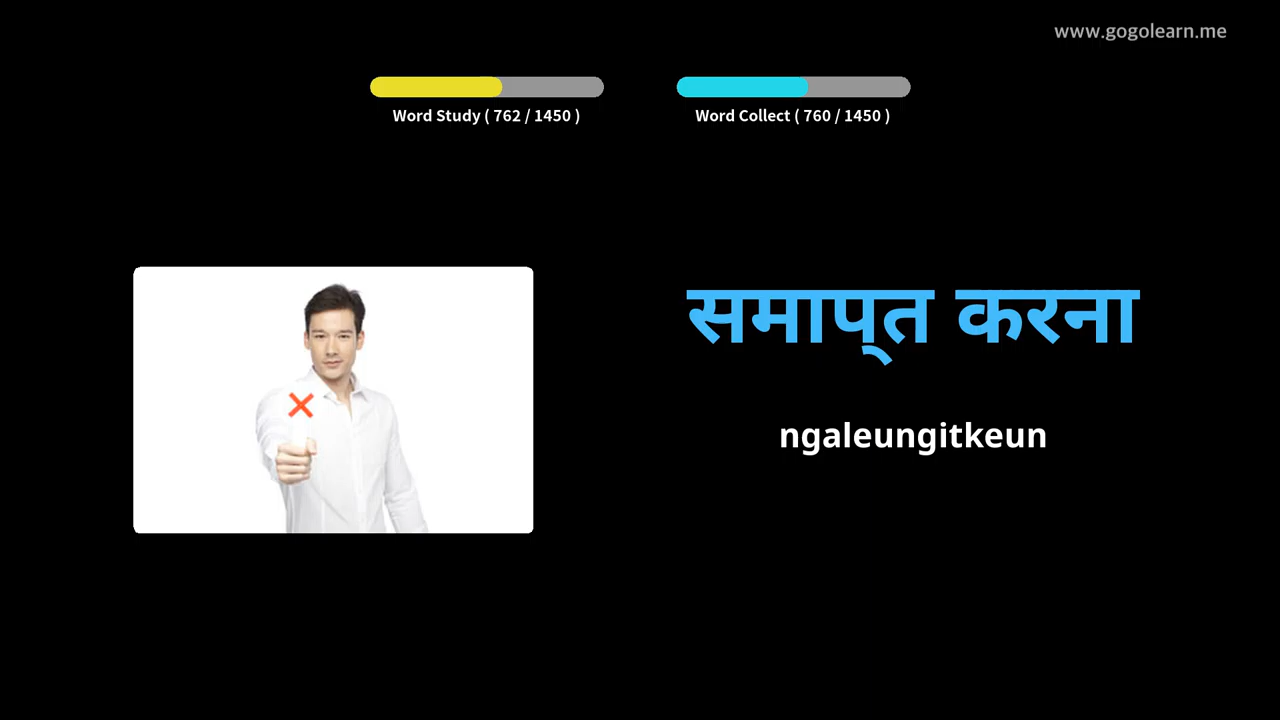 www.gogolearn.me
Word Study ( 762 / 1450 )
Word Collect ( 760 / 1450 )
समाप्‌त करना
ngaleungitkeun